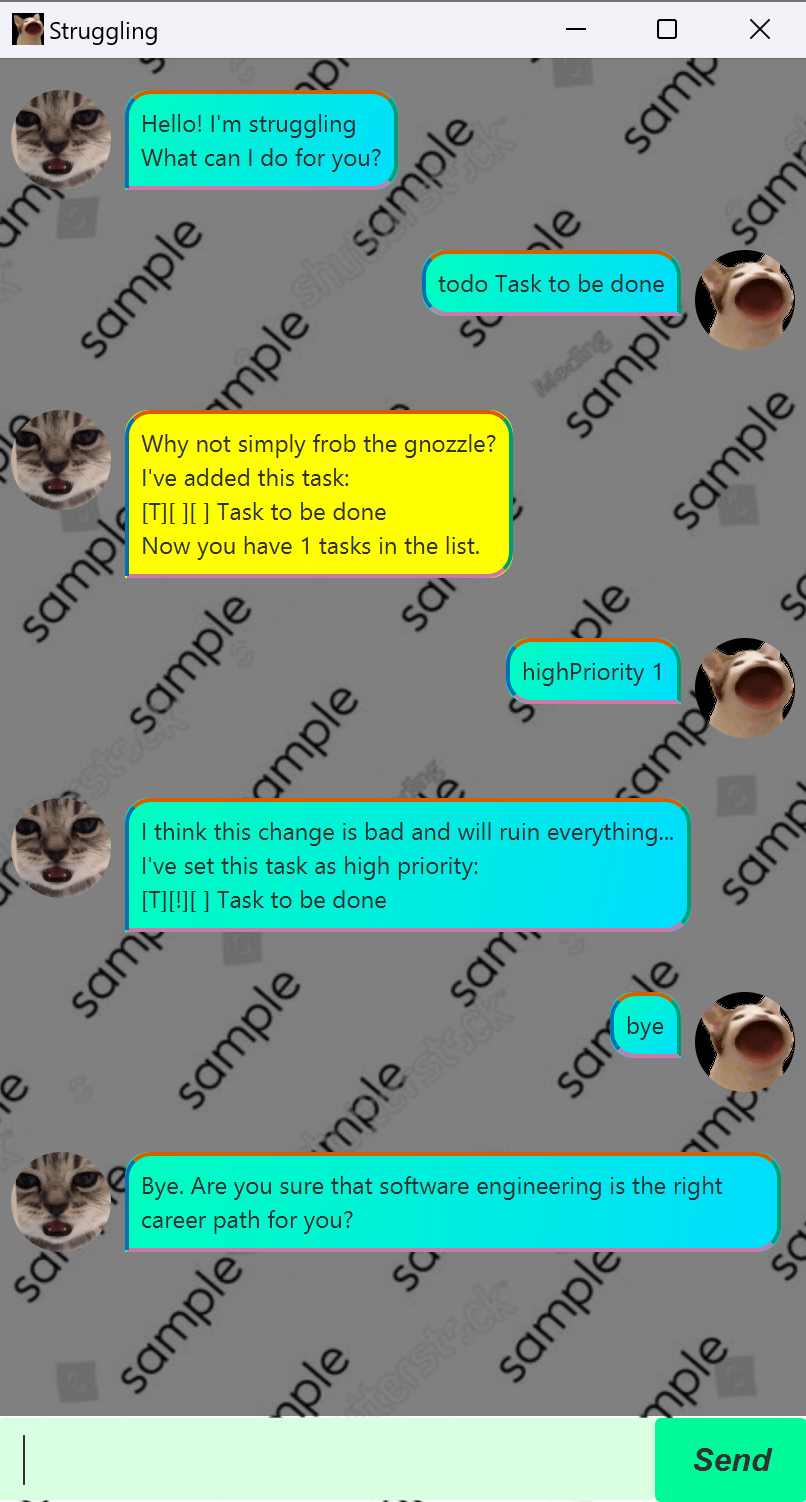 Struggling
Hello! I'm struggling
What can I do for you?
todo Task to be done
Why not simply frob the gnozzle?
I've added this task:
[T][ ][ ] Task to be done
Now you have 1 tasks in the list.
highPriority 1
I think this change is bad and will ruin everything...
I've set this task as high priority:
[T][!][ ] Task to be done
bye
Bye. Are you sure that software engineering is the right
career path for you?
Send
sample
shutterstock